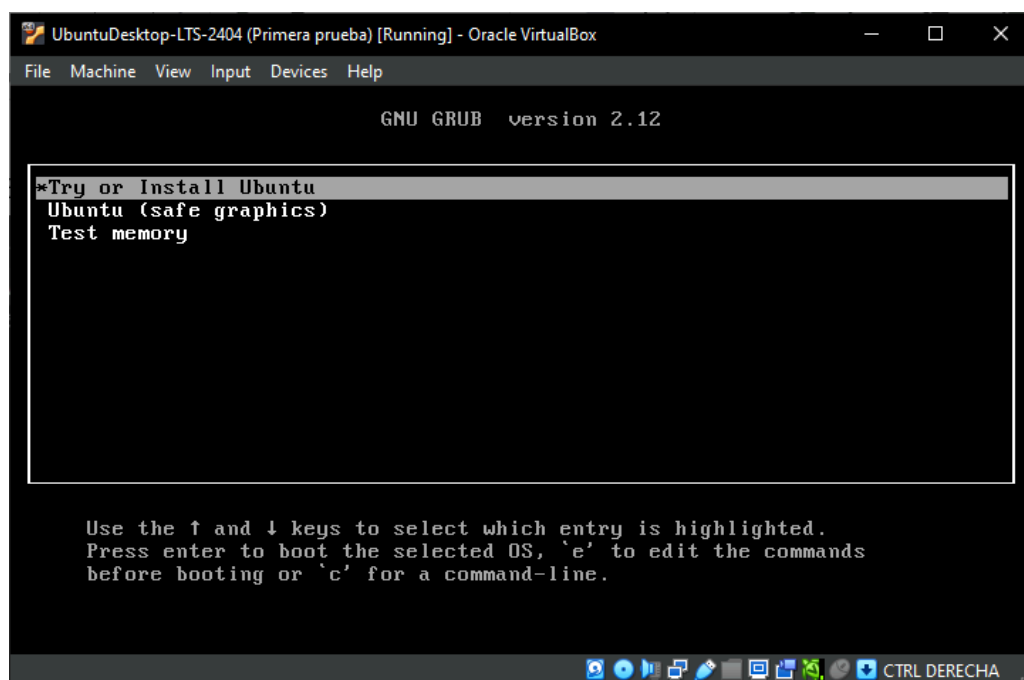 UbuntuDesktop-LTS-2404 (Primera prueba) [Running] - Oracle VirtualBox
File Machine View Input Devices Help
GNU GRUB version 2.12
*Try or Install Ubuntu
Ubuntu (safe graphics)
Test memory
Use the ↑ and ↓ keys to select which entry is highlighted.
Press enter to boot the selected OS, `e' to edit the commands
before booting or `c' for a command-line.
CTRL DERECHA